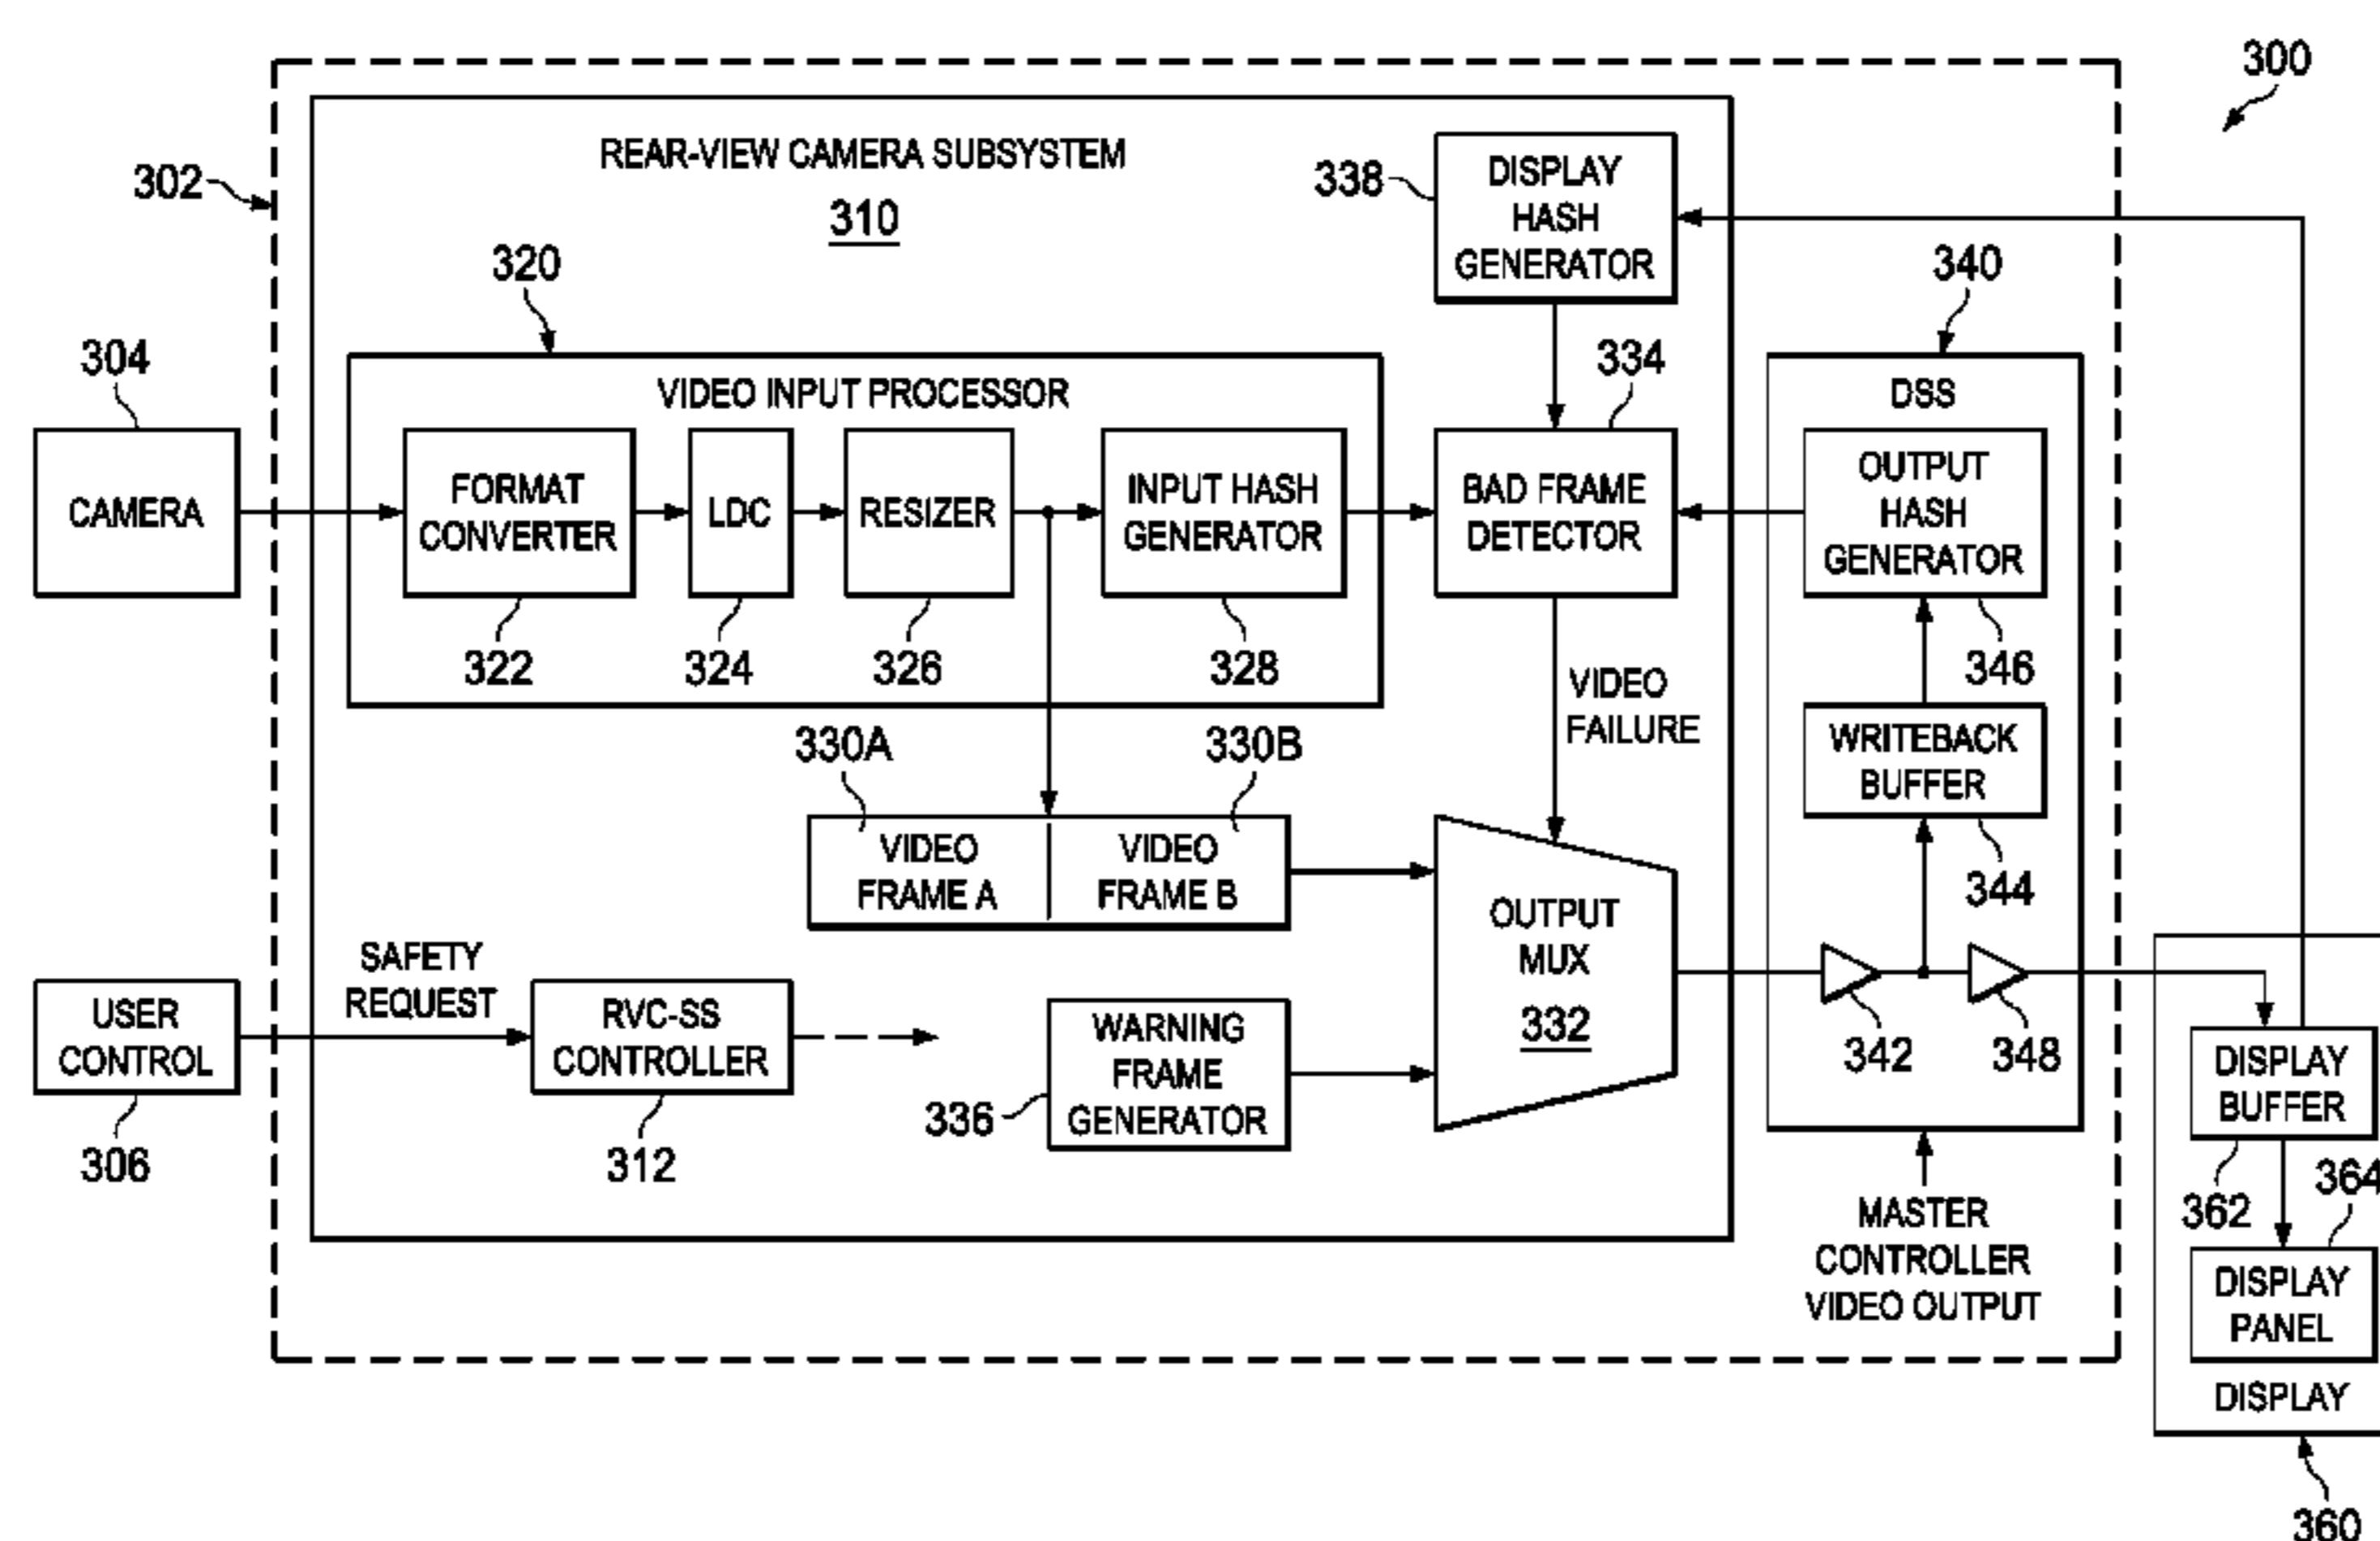 300
302
REAR-VIEW CAMERA SUBSYSTEM
310
338
DISPLAY
HASH
GENERATOR
320
340
304
VIDEO INPUT PROCESSOR
334
DSS
CAMERA
FORMAT
CONVERTER
LDC
RESIZER
INPUT HASH
GENERATOR
BAD FRAME
DETECTOR
OUTPUT
HASH
GENERATOR
322
324
326
328
346
VIDEO
FAILURE
330A
330B
WRITEBACK
BUFFER
344
VIDEO
FRAME A
VIDEO
FRAME B
OUTPUT
MUX
332
SAFETY
REQUEST
USER
CONTROL
306
RVC-SS
CONTROLLER
312
WARNING
FRAME
GENERATOR
336
342
348
DISPLAY
BUFFER
362
364
MASTER
CONTROLLER
VIDEO OUTPUT
DISPLAY
PANEL
DISPLAY
360